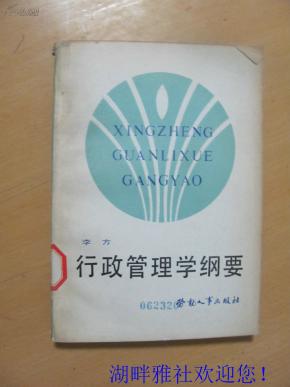 XINGZHENG
GUANLIXUE
GANGYAO
李方
行政管理学纲要
062320
劳动人事出版社
湖畔雅社欢迎您！